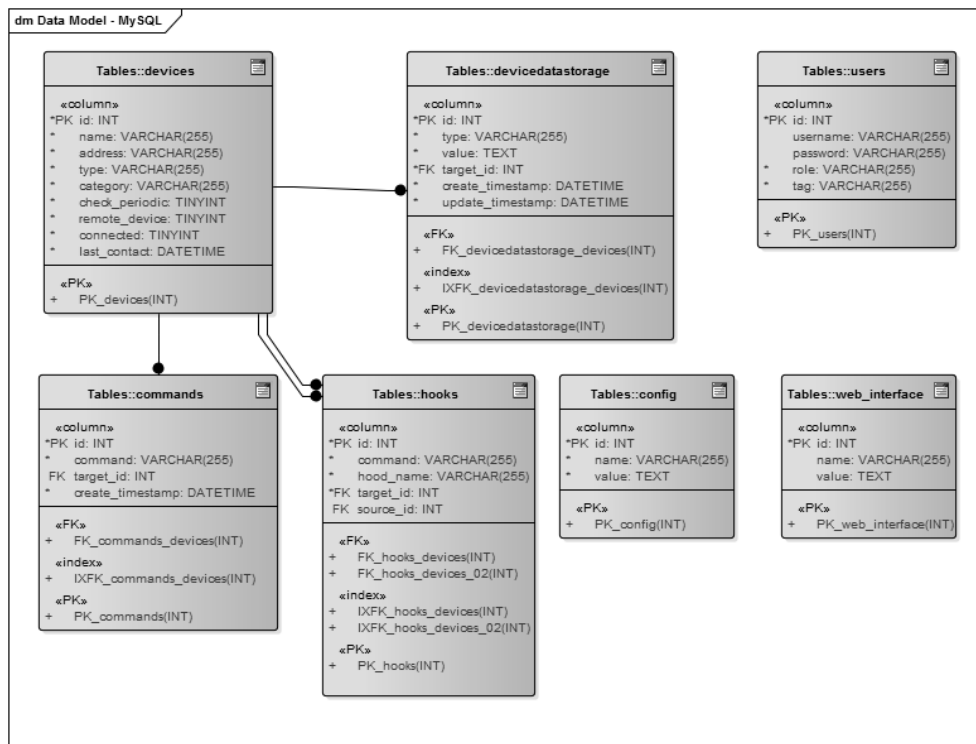 dm Data Model - MySQL
Tables::devices
«column»
*PK id: INT
* name: VARCHAR(255)
* address: VARCHAR(255)
* type: VARCHAR(255)
* category: VARCHAR(255)
* check_periodic: TINYINT
* remote_device: TINYINT
* connected: TINYINT
* last_contact: DATETIME
«PK»
+ PK_devices(INT)
Tables::devicedatastorage
«column»
*PK id: INT
* type: VARCHAR(255)
* value: TEXT
*FK target_id: INT
* create_timestamp: DATETIME
* update_timestamp: DATETIME
«FK»
+ FK_devicedatastorage_devices(INT)
«index»
+ IXFK_devicedatastorage_devices(INT)
«PK»
+ PK_devicedatastorage(INT)
Tables::users
«column»
*PK id: INT
username: VARCHAR(255)
password: VARCHAR(255)
* role: VARCHAR(255)
* tag: VARCHAR(255)
«PK»
+ PK_users(INT)
Tables::commands
«column»
*PK id: INT
* command: VARCHAR(255)
FK target_id: INT
* create_timestamp: DATETIME
«FK»
+ FK_commands_devices(INT)
«index»
+ IXFK_commands_devices(INT)
«PK»
+ PK_commands(INT)
Tables::hooks
«column»
*PK id: INT
* command: VARCHAR(255)
* hood_name: VARCHAR(255)
*FK target_id: INT
FK source_id: INT
«FK»
+ FK_hooks_devices(INT)
+ FK_hooks_devices_02(INT)
«index»
+ IXFK_hooks_devices(INT)
+ IXFK_hooks_devices_02(INT)
«PK»
+ PK_hooks(INT)
Tables::config
«column»
*PK id: INT
* name: VARCHAR(255)
* value: TEXT
«PK»
+ PK_config(INT)
Tables::web_interface
«column»
*PK id: INT
name: VARCHAR(255)
value: TEXT
«PK»
+ PK_web_interface(INT)